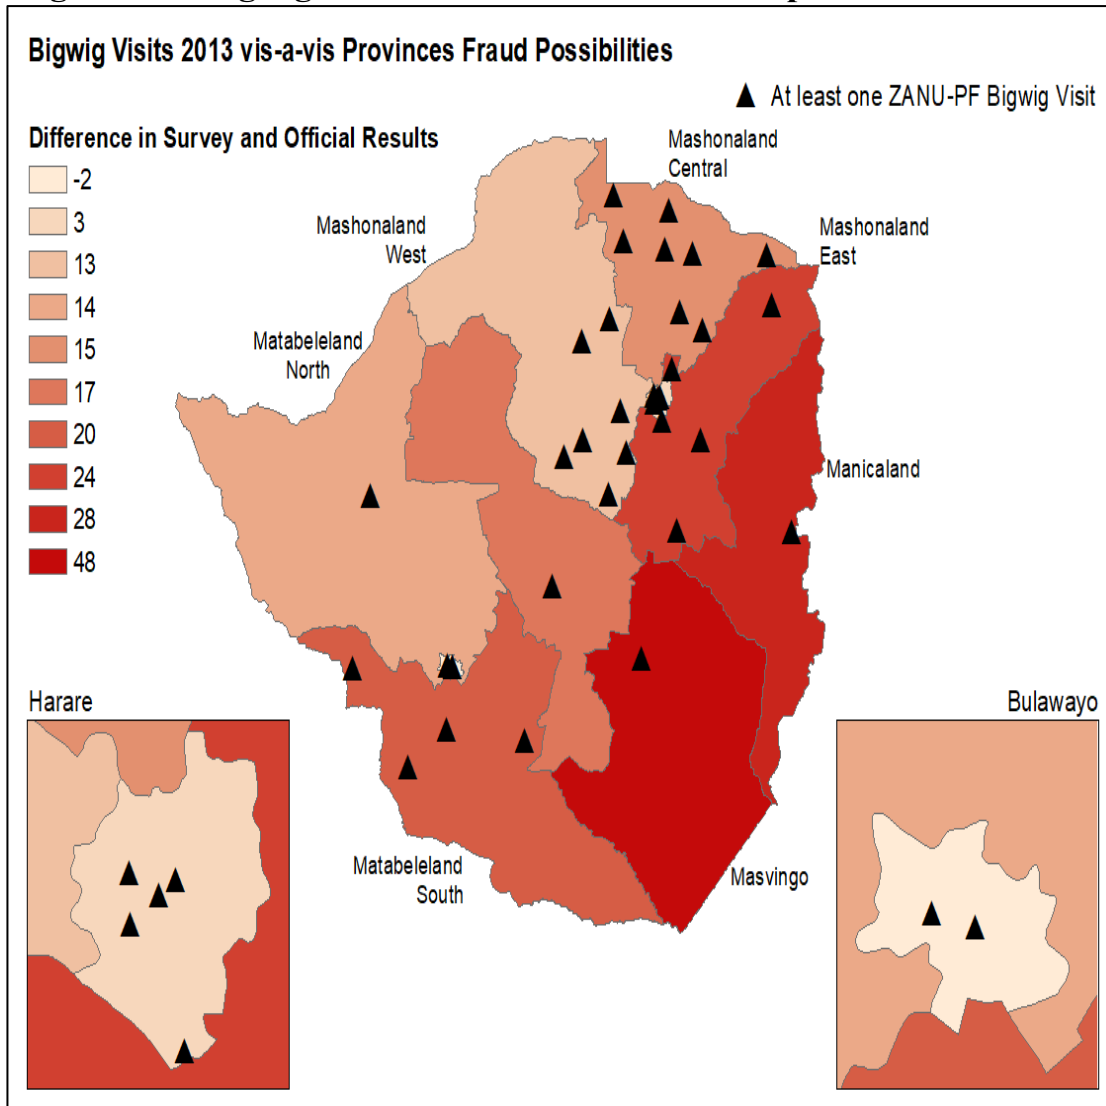 Bigwig Visits 2013 vis-a-vis Provinces Fraud Possibilities
At least one ZANU-PF Bigwig Visit
Difference in Survey and Official Results
-2
3
13
14
15
17
20
24
28
48
Mashonaland
Central
Mashonaland
West
Mashonaland
East
Matabeleland
North
Manicaland
Harare
Bulawayo
Matabeleland
South
Masvingo